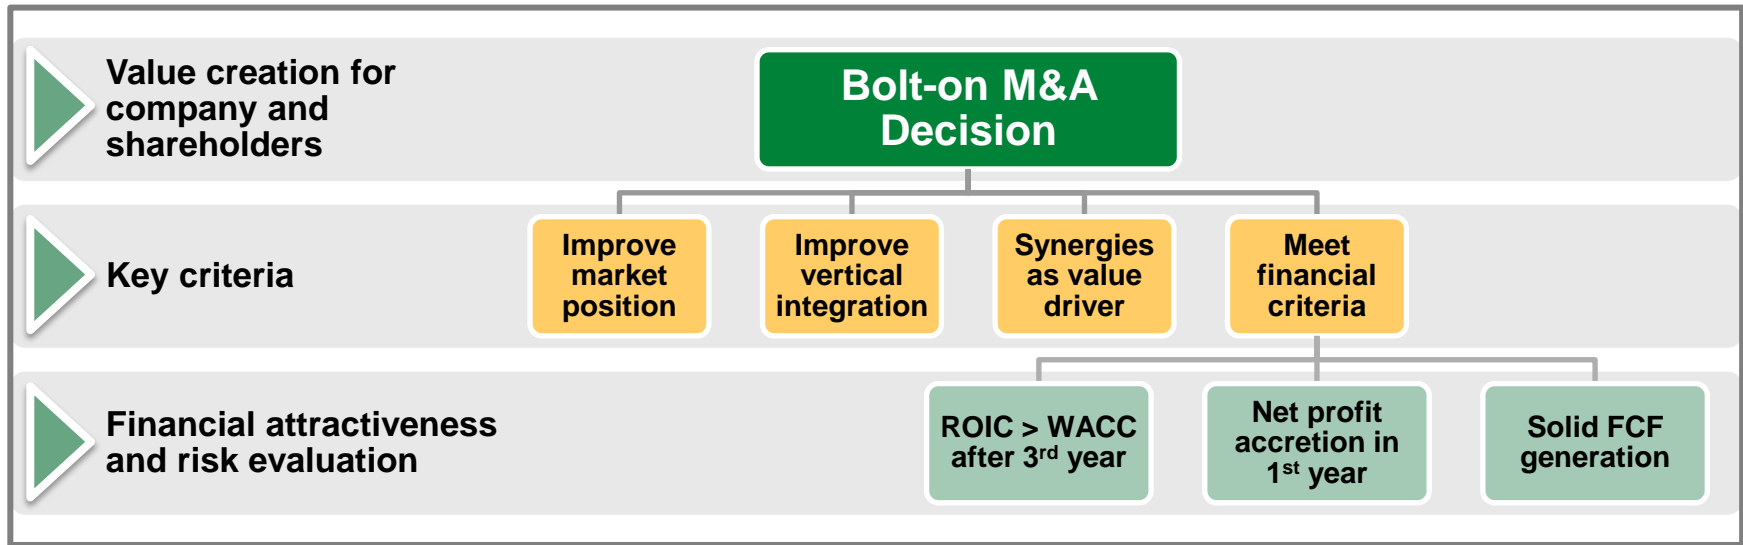 Value creation for
company and
shareholders
Bolt-on M&A
Decision
Key criteria
Improve
market
position
Improve
vertical
integration
Synergies
as value
driver
Meet
financial
criteria
Financial attractiveness
and risk evaluation
ROIC > WACC
after 3rd year
Net profit
accretion in
1st year
Solid FCF
generation